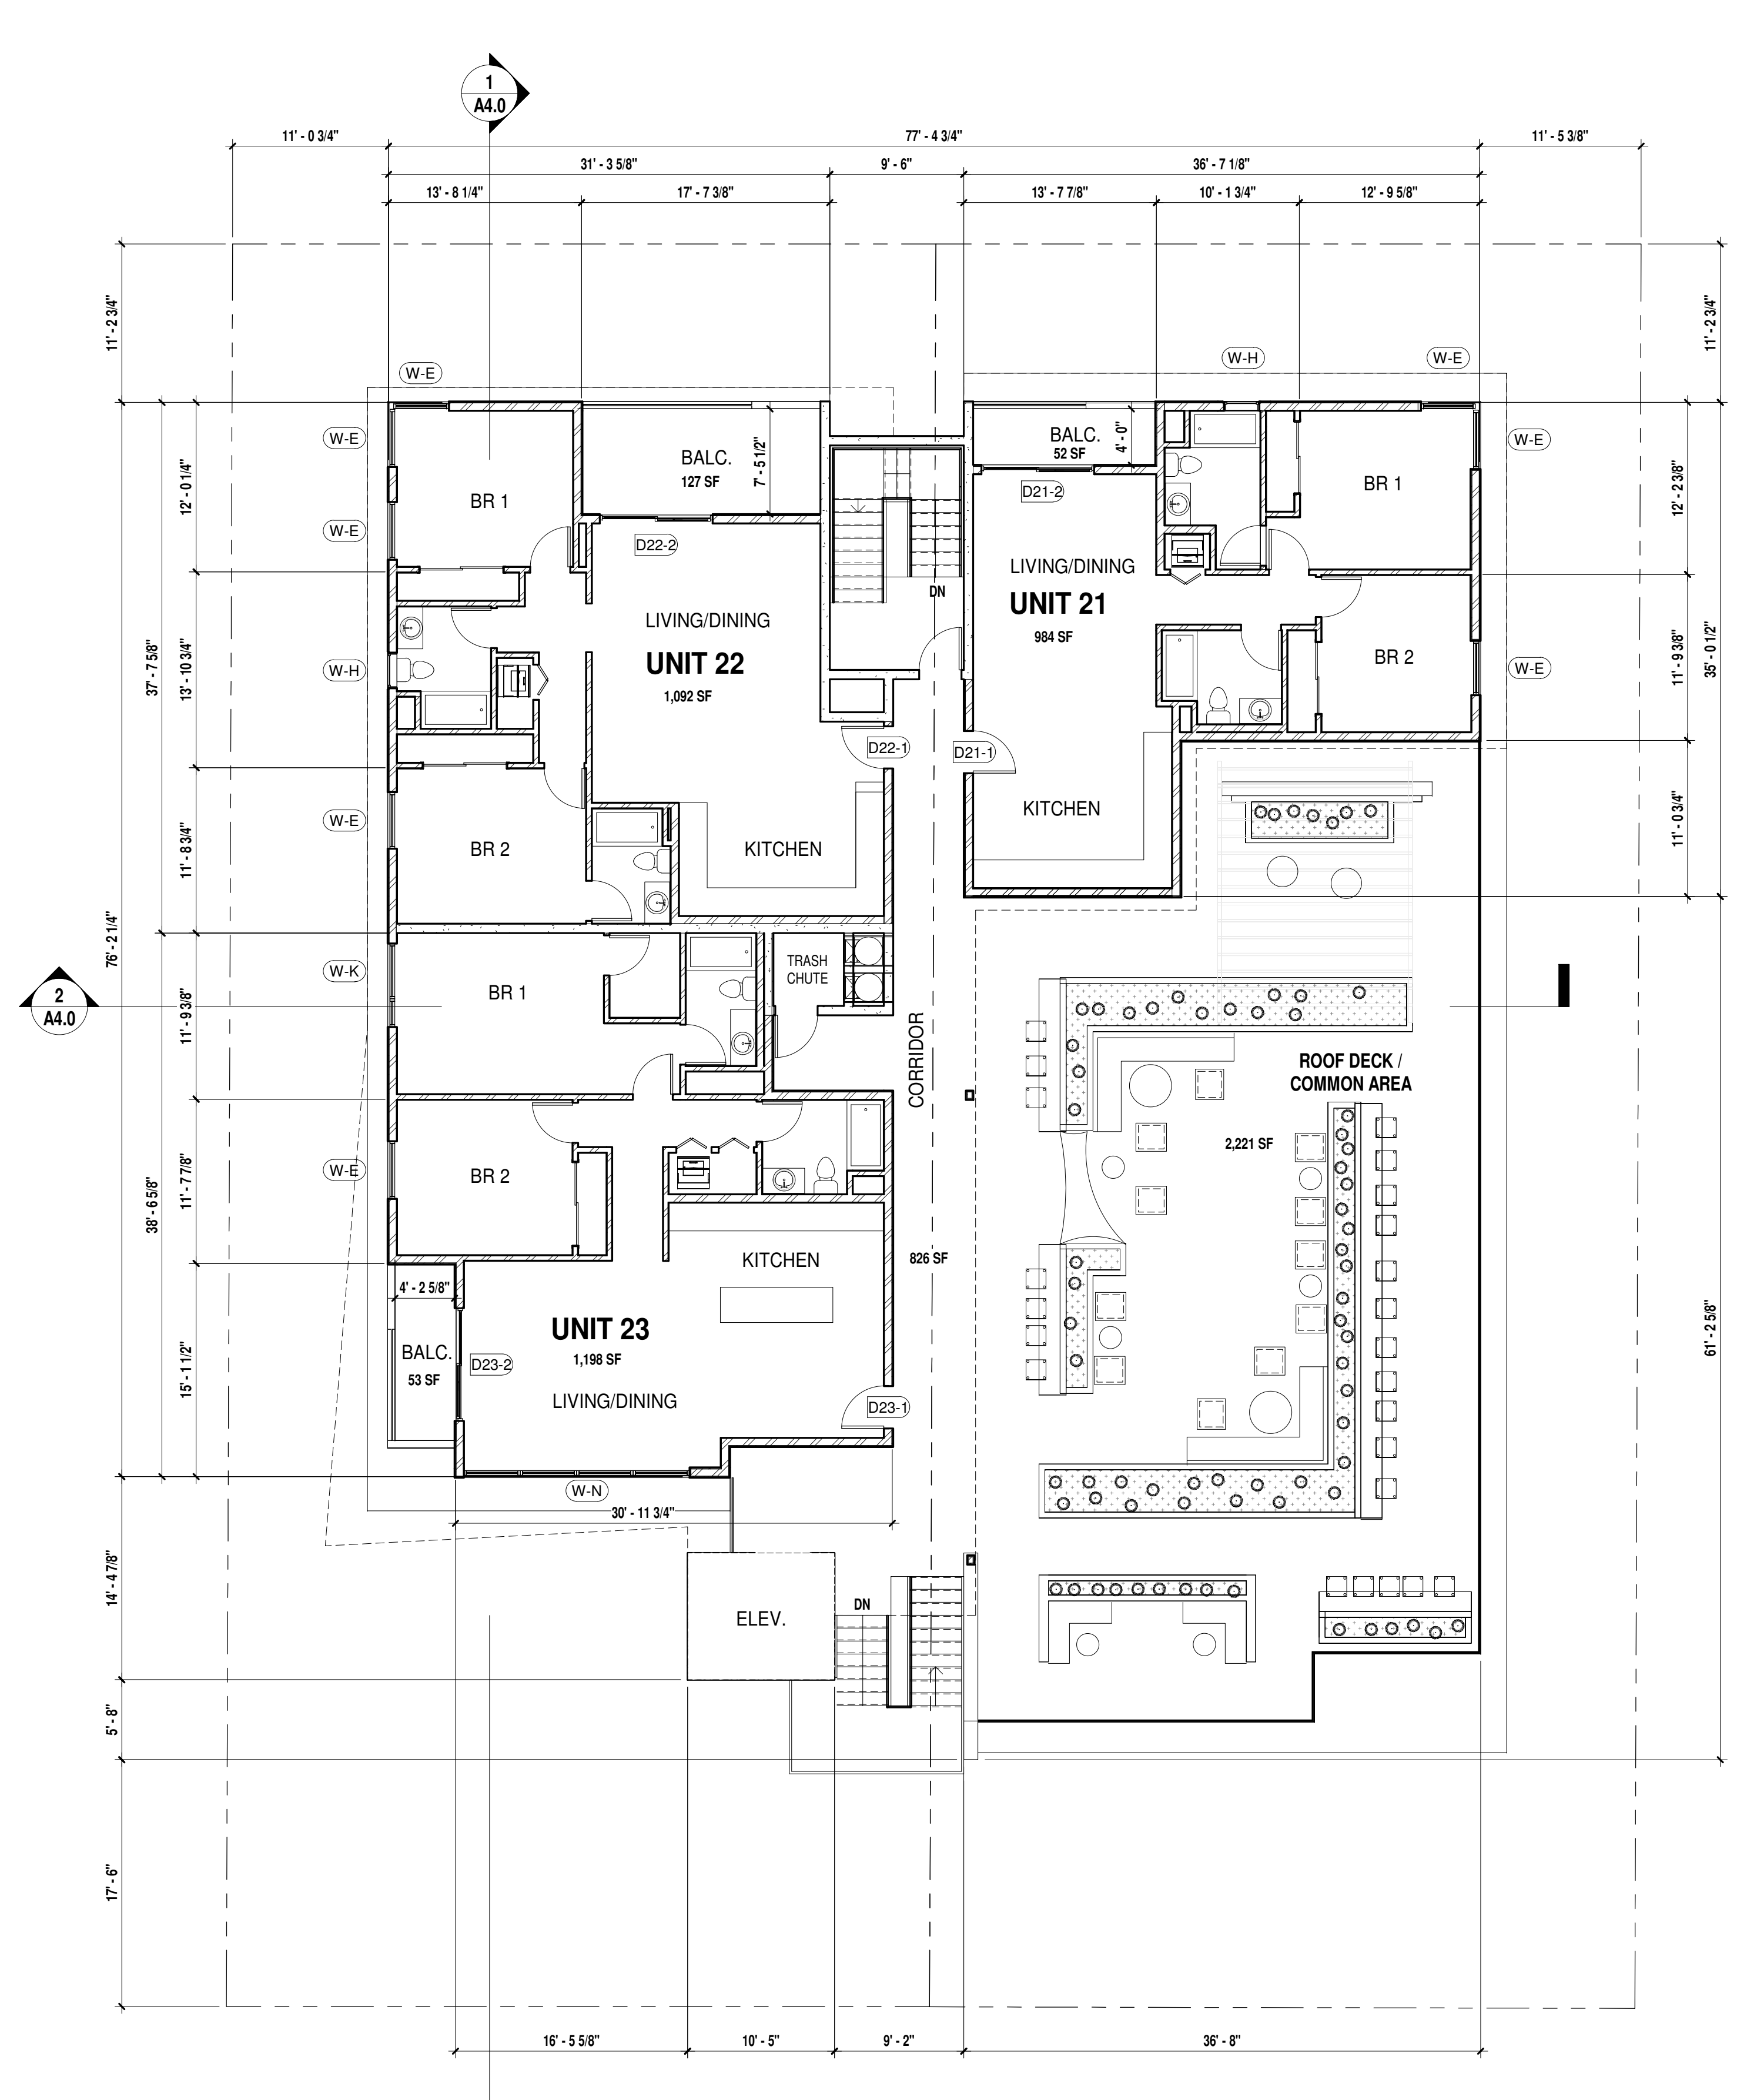 1
A4.0
11' - 0 3/4"
77' - 4 3/4"
11' - 5 3/8"
31' - 3 5/8"
9' - 6"
36' - 7 1/8"
13' - 8 1/4"
17' - 7 3/8"
13' - 7 7/8"
10' - 1 3/4"
12' - 9 5/8"
11' - 2 3/4"
11' - 2 3/4"
W-E
W-H
W-E
W-E
W-E
W-E
W-H
W-E
W-E
W-E
W-K
W-E
12' - 0 1/4"
13' - 10 3/4"
11' - 8 3/4"
37' - 7 5/8"
76' - 2 1/4"
11' - 9 3/8"
11' - 7 7/8"
38' - 6 5/8"
15' - 1 1/2"
14' - 4 7/8"
5' - 8"
17' - 6"
12' - 2 3/8"
11' - 9 3/8"
35' - 0 1/2"
11' - 0 3/4"
61' - 2 5/8"
BR 1
BALC.
127 SF
7' - 5 1/2"
D22-2
LIVING/DINING
UNIT 22
1,092 SF
D22-1
BR 2
KITCHEN
DN
BALC.
52 SF
4' - 0"
D21-2
LIVING/DINING
UNIT 21
984 SF
D21-1
KITCHEN
BR 1
BR 2
2
A4.0
BR 1
TRASH
CHUTE
CORRIDOR
826 SF
ROOF DECK /
COMMON AREA
2,221 SF
BR 2
KITCHEN
4' - 2 5/8"
UNIT 23
1,198 SF
BALC.
53 SF
D23-2
LIVING/DINING
D23-1
W-N
30' - 11 3/4"
ELEV.
DN
16' - 5 5/8"
10' - 5"
9' - 2"
36' - 8"